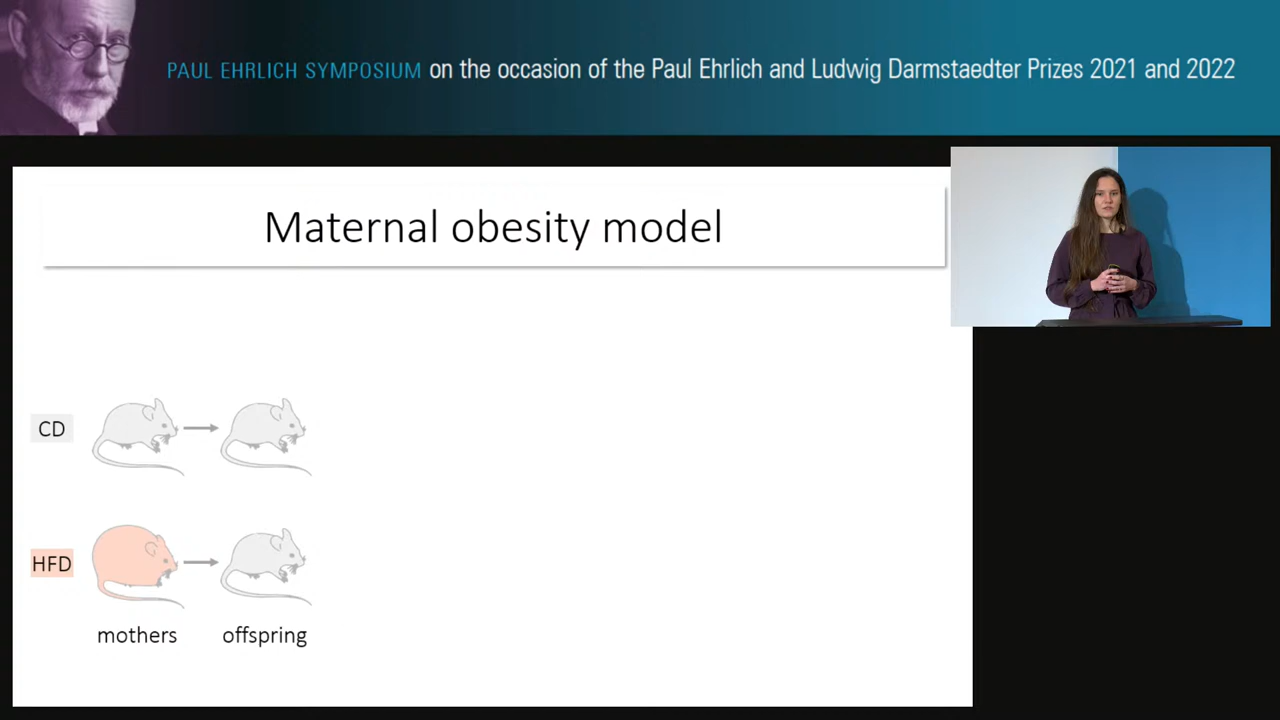 PAUL EHRLICH SYMPOSIUM on the occasion of the Paul Ehrlich and Ludwig Darmstaedter Prizes 2021 and 2022
Maternal obesity model
CD
HFD
mothers offspring